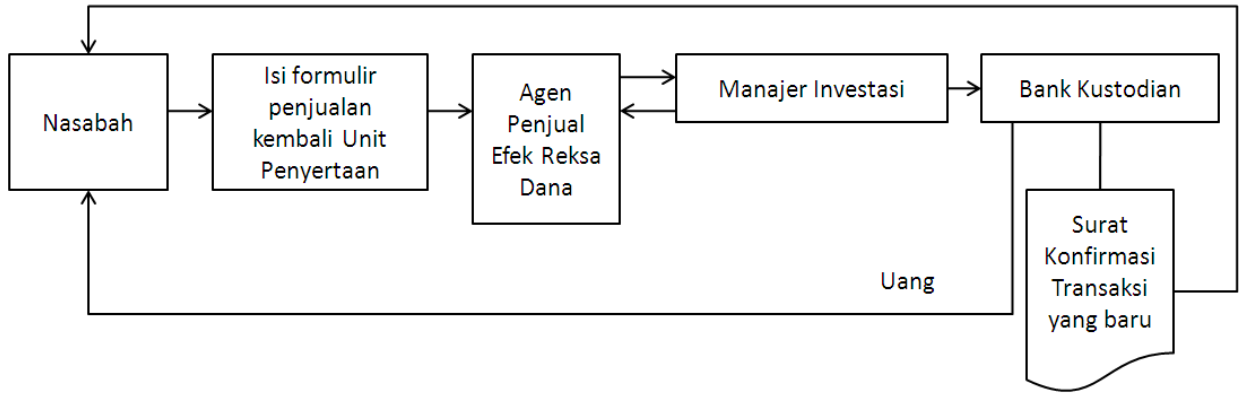 Nasabah
Isi formulir
penjualan
kembali Unit
Penyertaan
Agen
Penjual
Efek Reksa
Dana
Manajer Investasi
Bank Kustodian
Surat
Konfirmasi
Transaksi
yang baru
Uang